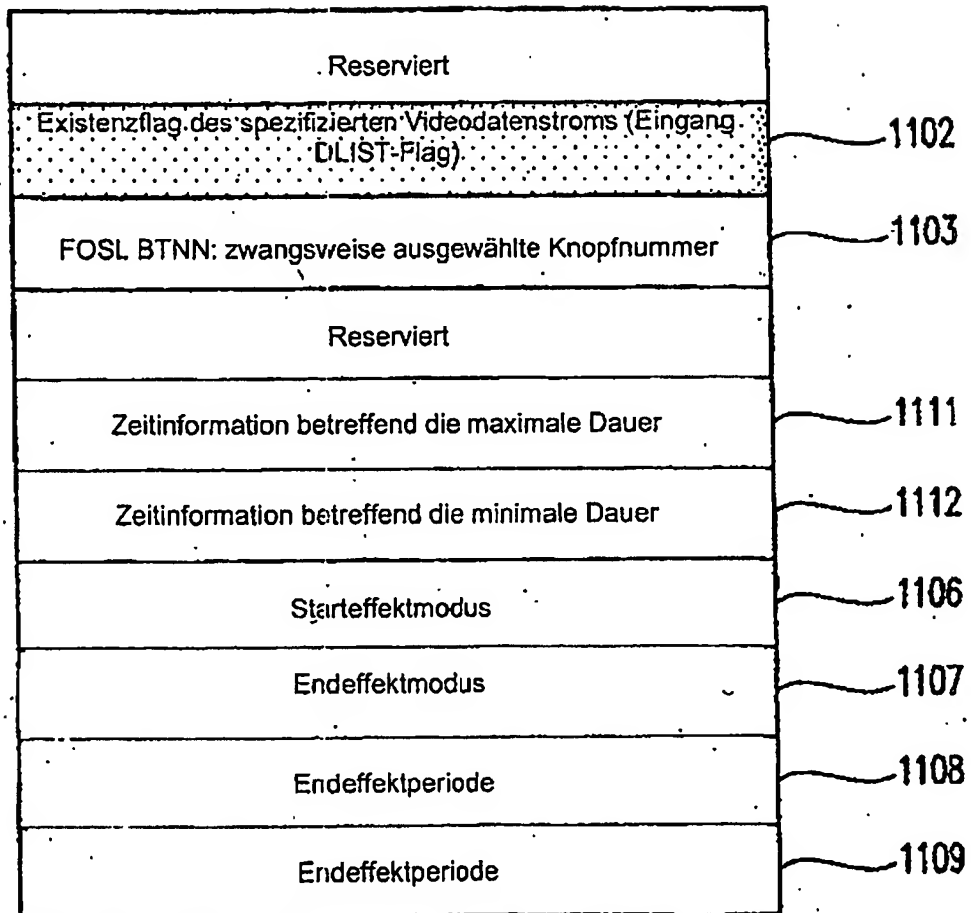 Reserviert
Existenzflag des spezifizierten Videodatenstroms (Eingang
DLIST-Flag)
1102
FOSL BTNN: zwangsweise ausgewählte Knopfnummer
1103
Reserviert
Zeitinformation betreffend die maximale Dauer
1111
Zeitinformation betreffend die minimale Dauer
1112
Starteffektmodus
1106
Endeffektmodus
1107
Endeffektperiode
1108
Endeffektperiode
1109